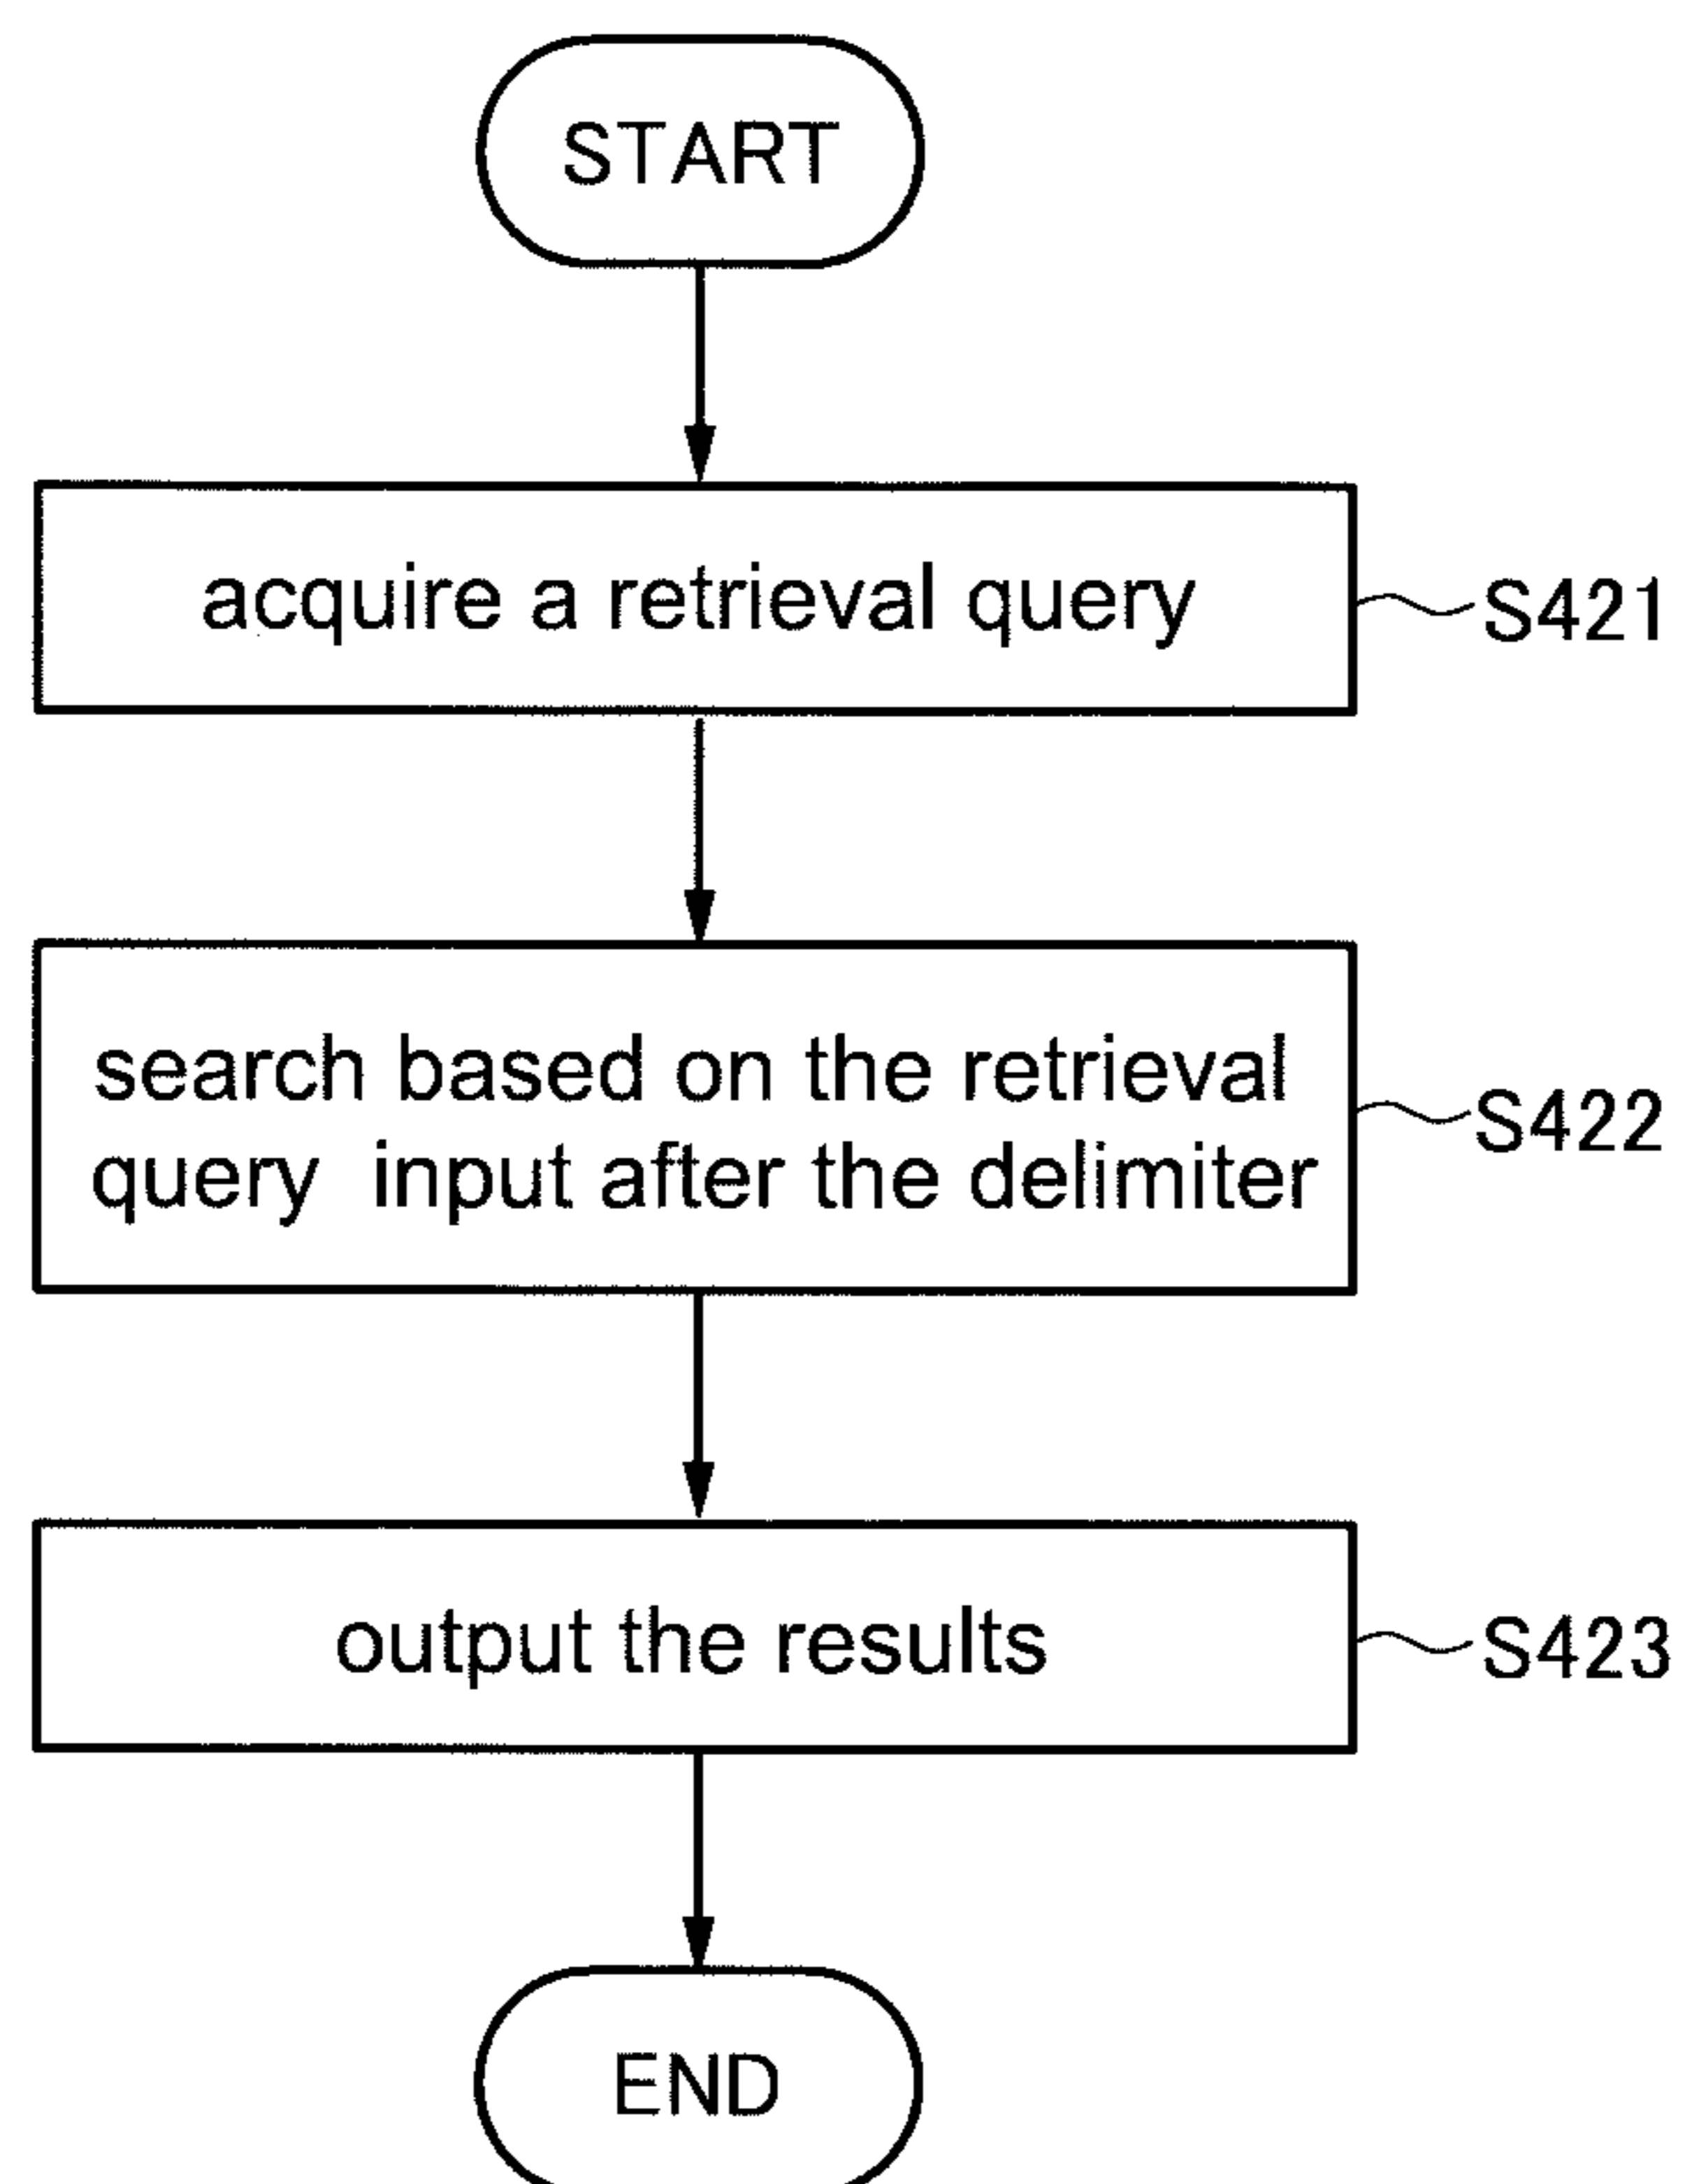 START
acquire a retrieval query
S421
search based on the retrieval
query input after the delimiter
S422
output the results
S423
END